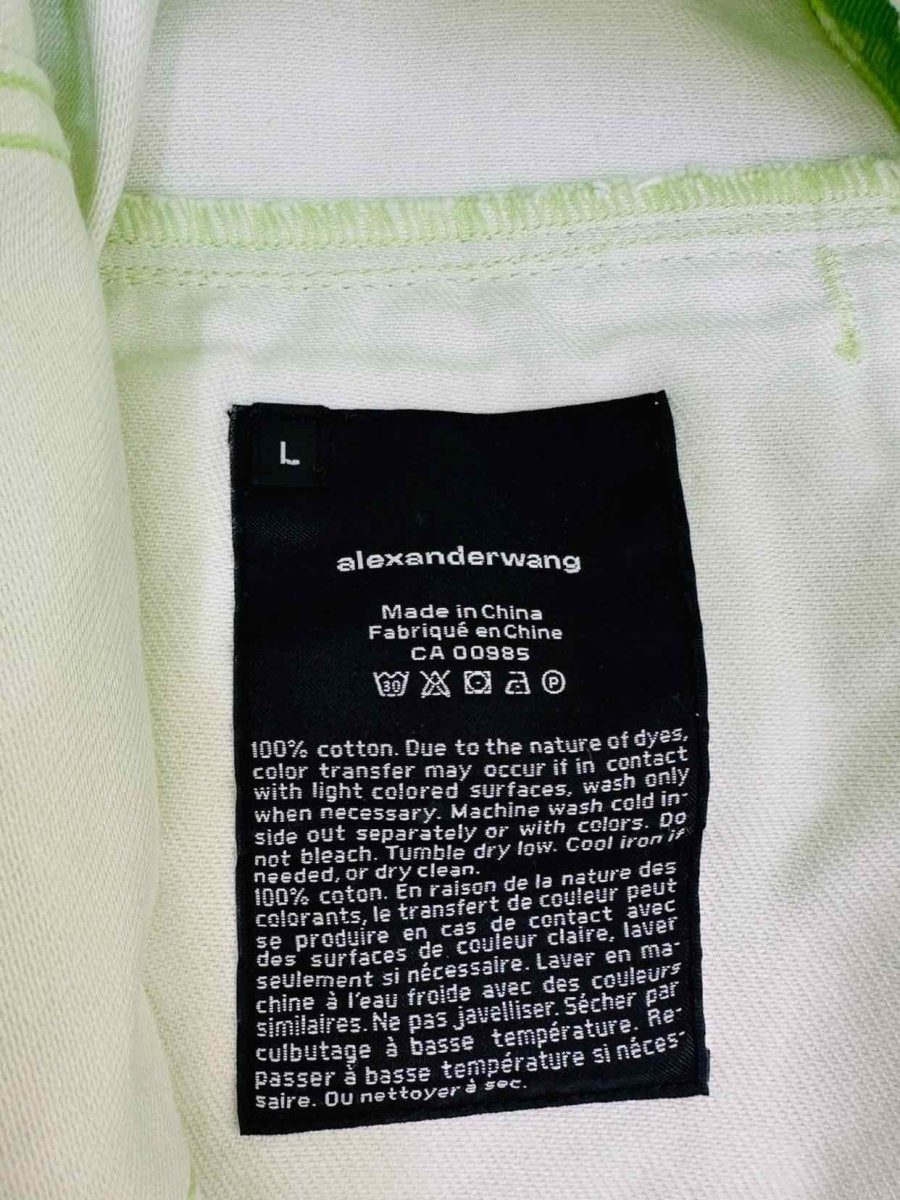 L
alexanderwang
Made in China
Fabriqué en Chine
CA 00985
30 P
100% cotton. Due to the nature of dyes,
color transfer may occur if in contact
with light colored surfaces, wash only
when necessary. Machine wash cold in-
side out separately or with colors. Do
not bleach. Tumble dry low. Cool iron if
needed, or dry clean.
100% coton. En raison de la nature des
colorants, le transfert de couleur peut
se produire en cas de contact avec
des surfaces de couleur claire, laver
seulement si nécessaire. Laver en ma-
chine à l'eau froide avec des couleurs
similaires. Ne pas javelliser. Sécher par
culbutage à basse température. Re-
passer à basse température si néces-
saire. Ou nettoyer à sec.